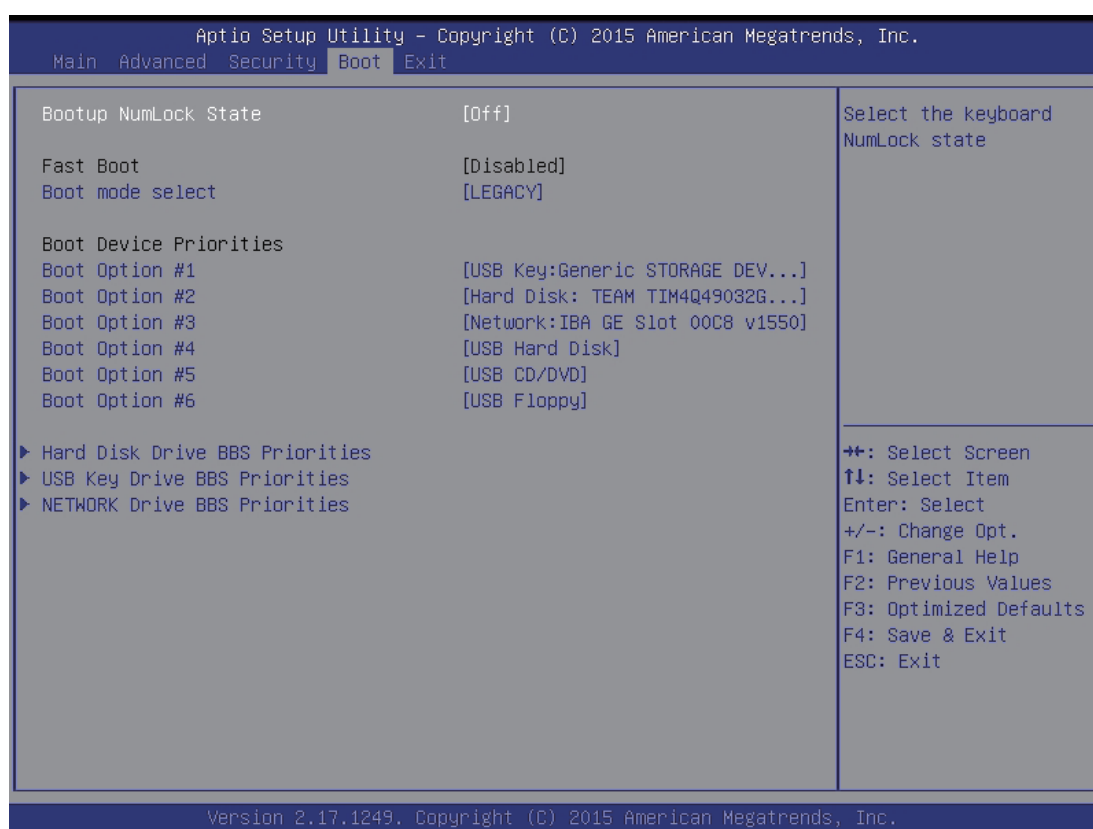 Aptio Setup Utility – Copyright (C) 2015 American Megatrends, Inc.
Main Advanced Security Boot Exit
Bootup NumLock State [Off]
Fast Boot [Disabled]
Boot mode select [LEGACY]
Boot Device Priorities
Boot Option #1 [USB Key:Generic STORAGE DEV...]
Boot Option #2 [Hard Disk: TEAM TIM4Q49032G...]
Boot Option #3 [Network:IBA GE Slot 00C8 v1550]
Boot Option #4 [USB Hard Disk]
Boot Option #5 [USB CD/DVD]
Boot Option #6 [USB Floppy]
Hard Disk Drive BBS Priorities
USB Key Drive BBS Priorities
NETWORK Drive BBS Priorities
Select the keyboard
NumLock state
→←: Select Screen
↑↓: Select Item
Enter: Select
+/-: Change Opt.
F1: General Help
F2: Previous Values
F3: Optimized Defaults
F4: Save & Exit
ESC: Exit
Version 2.17.1249. Copyright (C) 2015 American Megatrends, Inc.